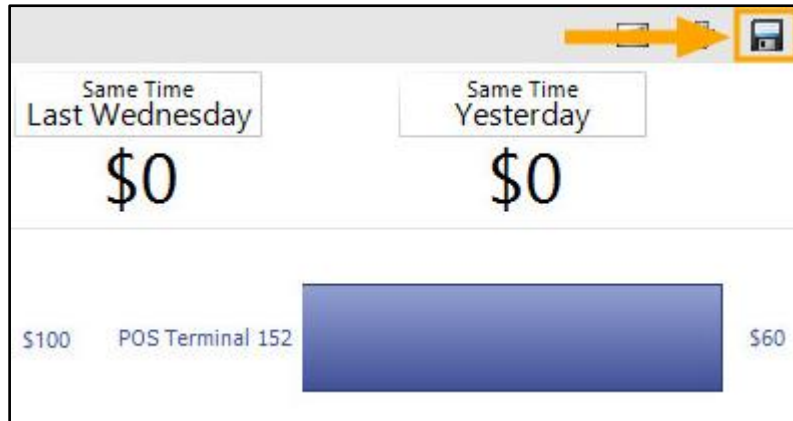 Same Time
Last Wednesday
Same Time
Yesterday
$0
$0
$100 POS Terminal 152 $60